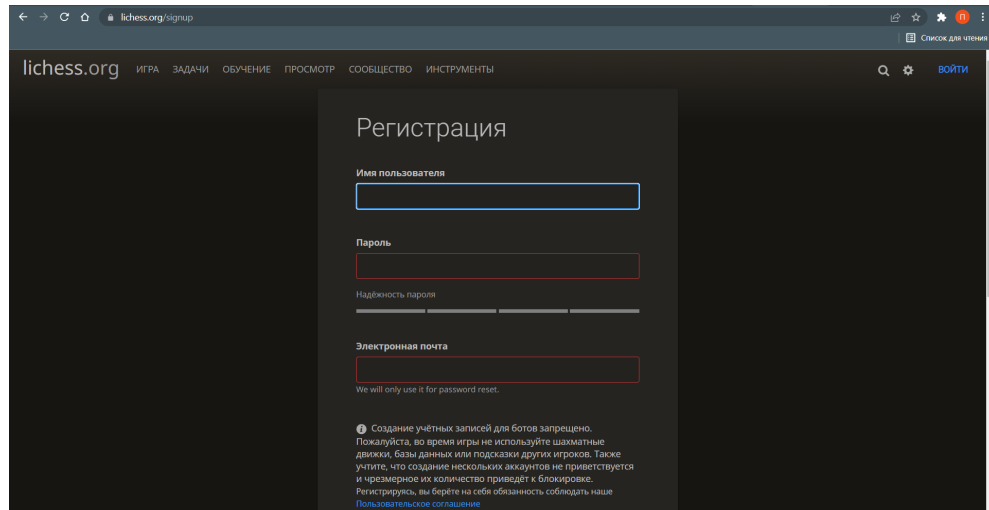 lichess.org/signup
П
Список для чтения
lichess.org ИГРА ЗАДАЧИ ОБУЧЕНИЕ ПРОСМОТР СООБЩЕСТВО ИНСТРУМЕНТЫ ВОЙТИ
Регистрация
Имя пользователя
Пароль
Надёжность пароля
Электронная почта
We will only use it for password reset.
Создание учётных записей для ботов запрещено.
Пожалуйста, во время игры не используйте шахматные
движки, базы данных или подсказки других игроков. Также
учтите, что создание нескольких аккаунтов не приветствуется
и чрезмерное их количество приведёт к блокировке.
Регистрируясь, вы берёте на себя обязанность соблюдать наше
Пользовательское соглашение